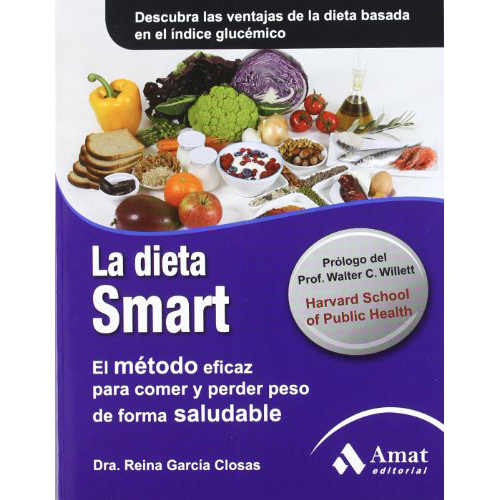 Descubra las ventajas de la dieta basada
en el índice glucémico
La dieta
Smart
Prólogo del
Prof. Walter C. Willett
Harvard School
of Public Health
El método eficaz
para comer y perder peso
de forma saludable
Dra. Reina García Closas
Amat
editorial